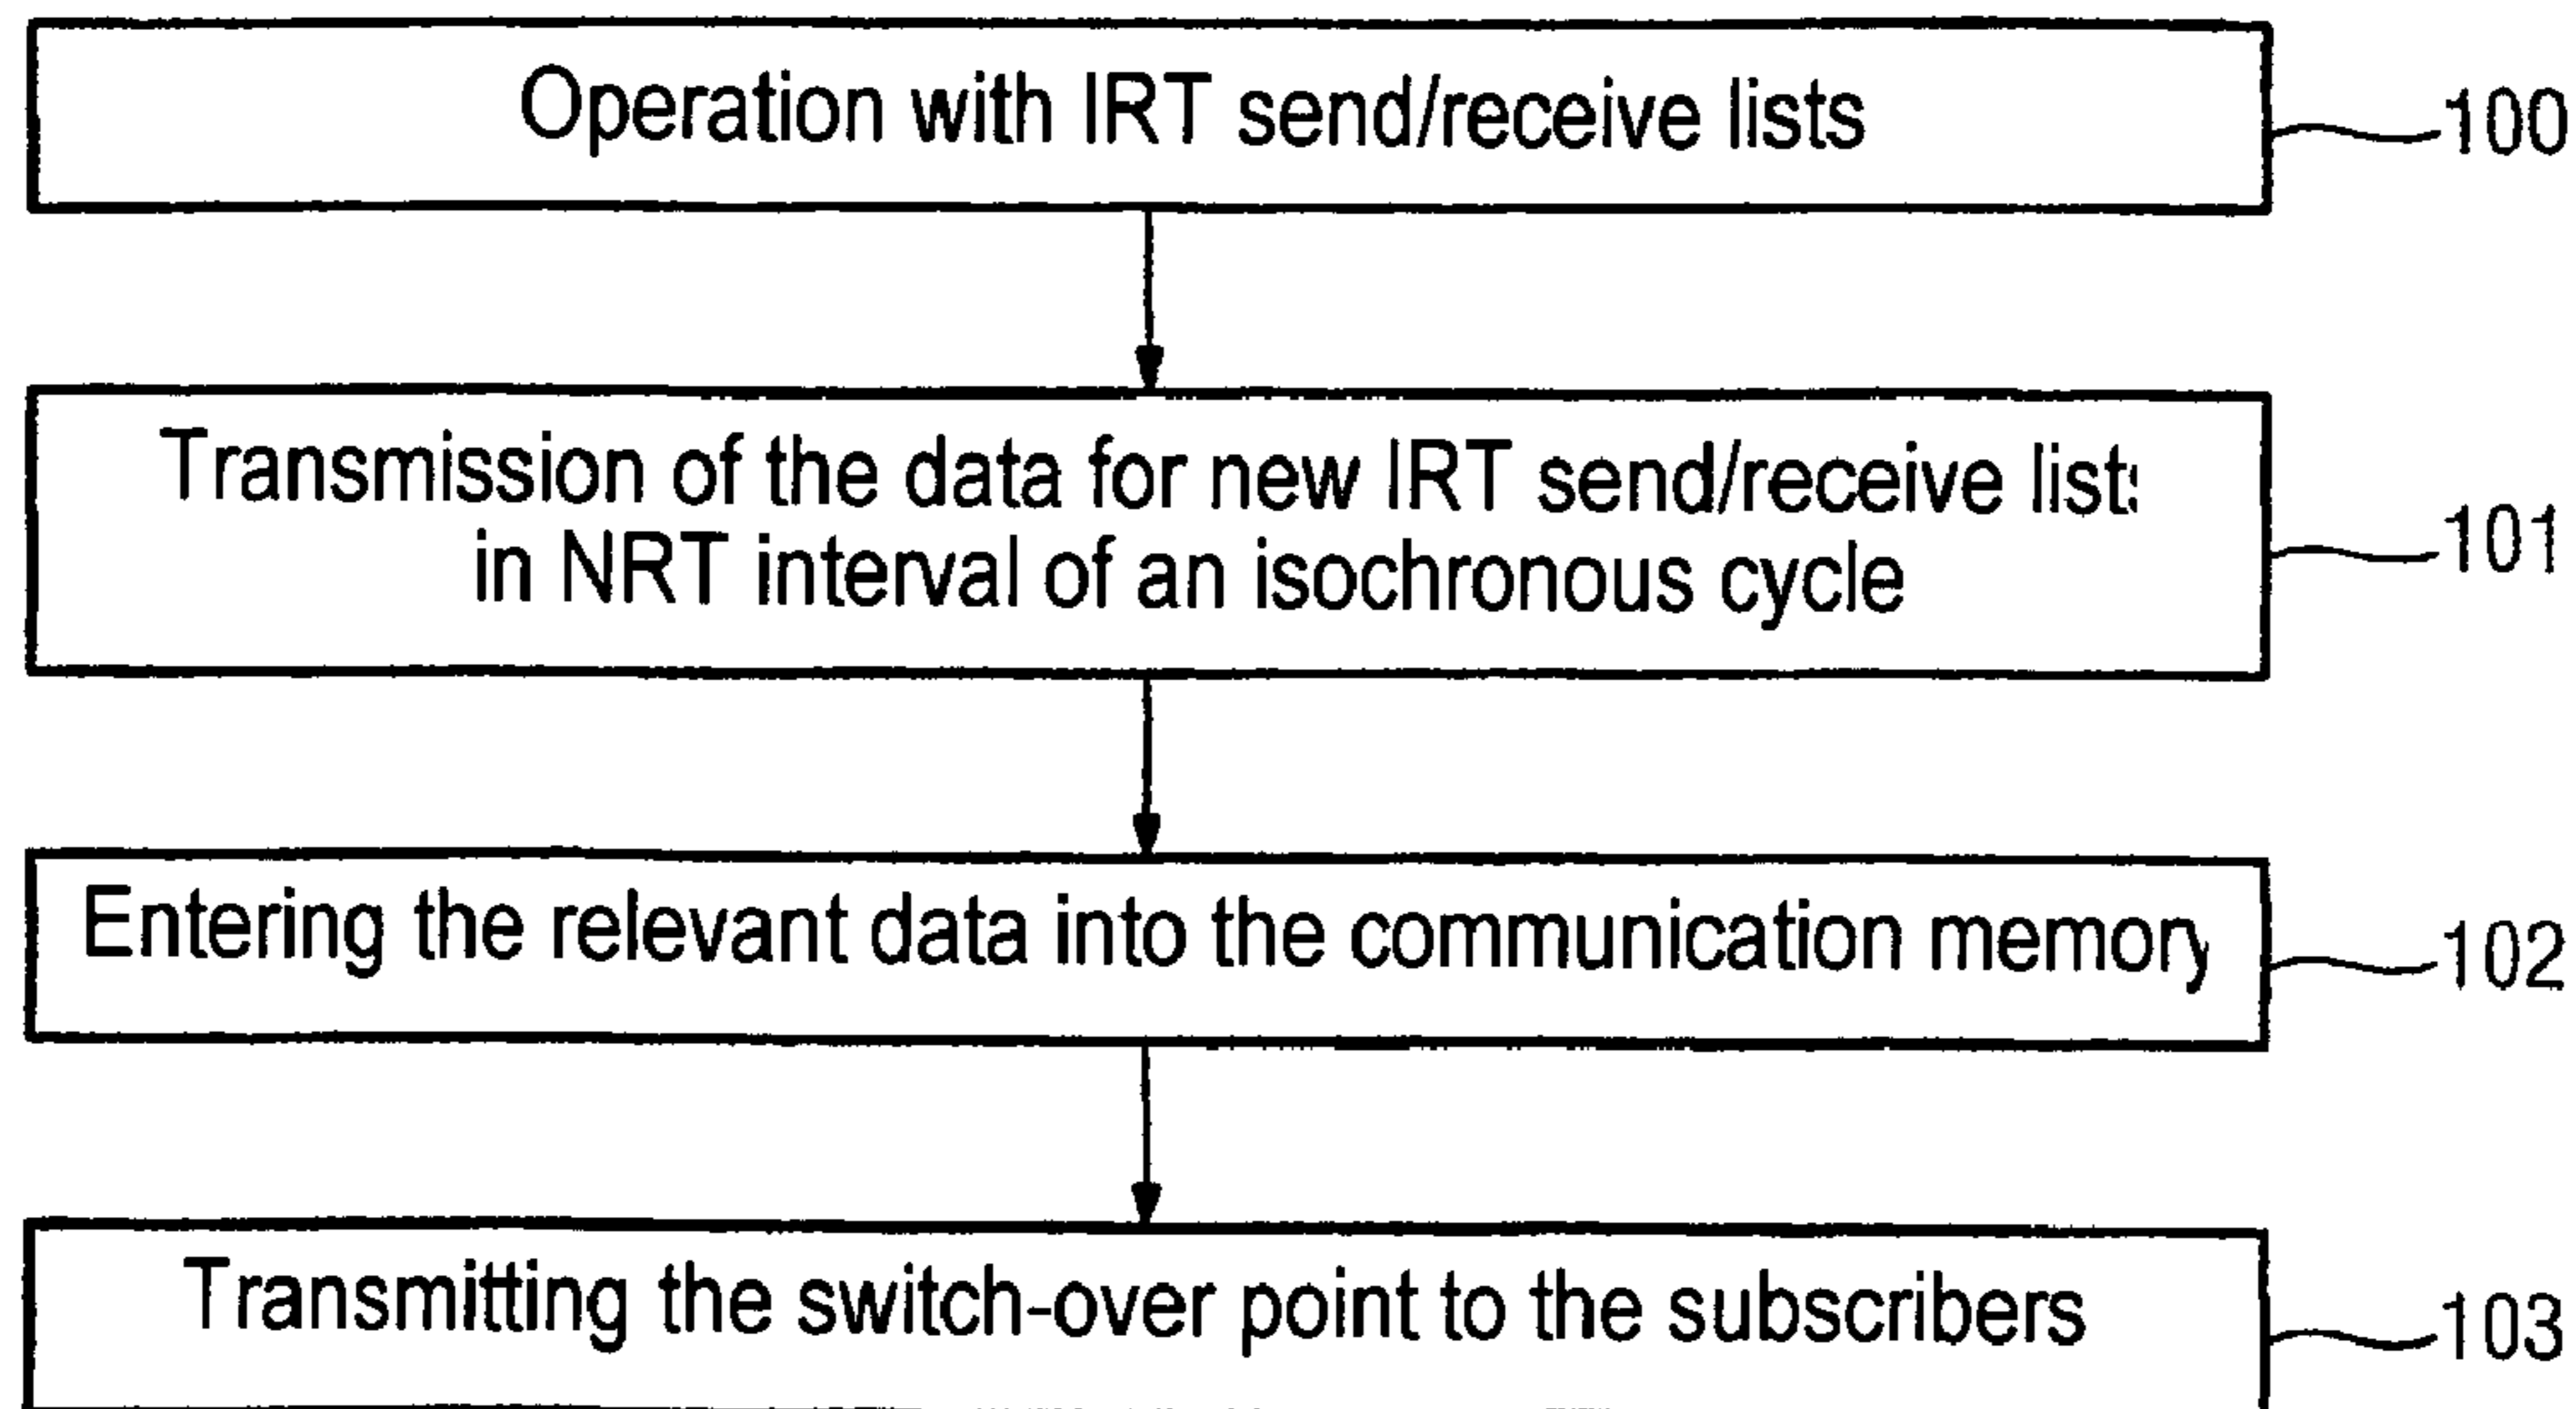 Operation with IRT send/receive lists
100
Transmission of the data for new IRT send/receive lists
in NRT interval of an isochronous cycle
101
Entering the relevant data into the communication memory
102
Transmitting the switch-over point to the subscribers
103